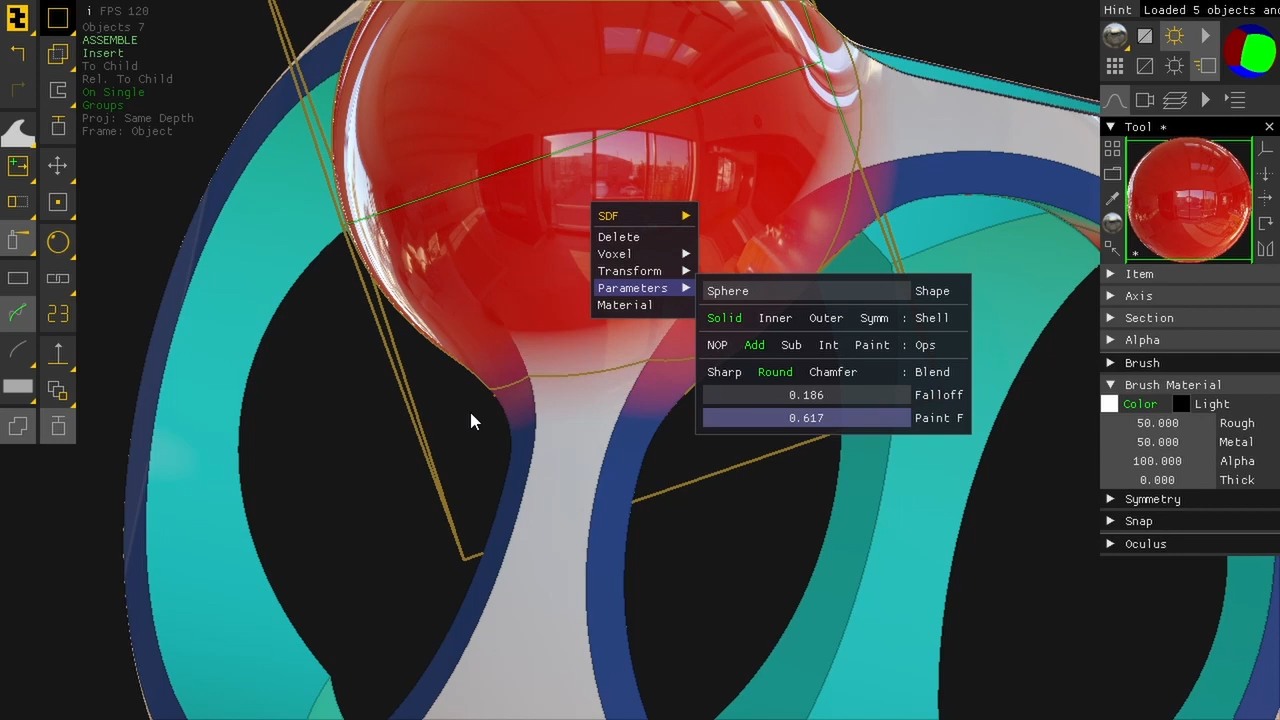 i FPS 120
Objects 7
ASSEMBLE
Insert
To Child
Rel. To Child
On Single
Groups
Proj: Same Depth
Frame: Object
SDF
Delete
Voxel
Transform
Parameters
Material
Sphere Shape
Solid Inner Outer Symm : Shell
NOP Add Sub Int Paint : Ops
Sharp Round Chamfer : Blend
0.186 Falloff
0.617 Paint F
Hint Loaded 5 objects and
Tool *
*
Item
Axis
Section
Alpha
Brush
Brush Material
Color Light
50.000 Rough
50.000 Metal
100.000 Alpha
0.000 Thick
Symmetry
Snap
Oculus